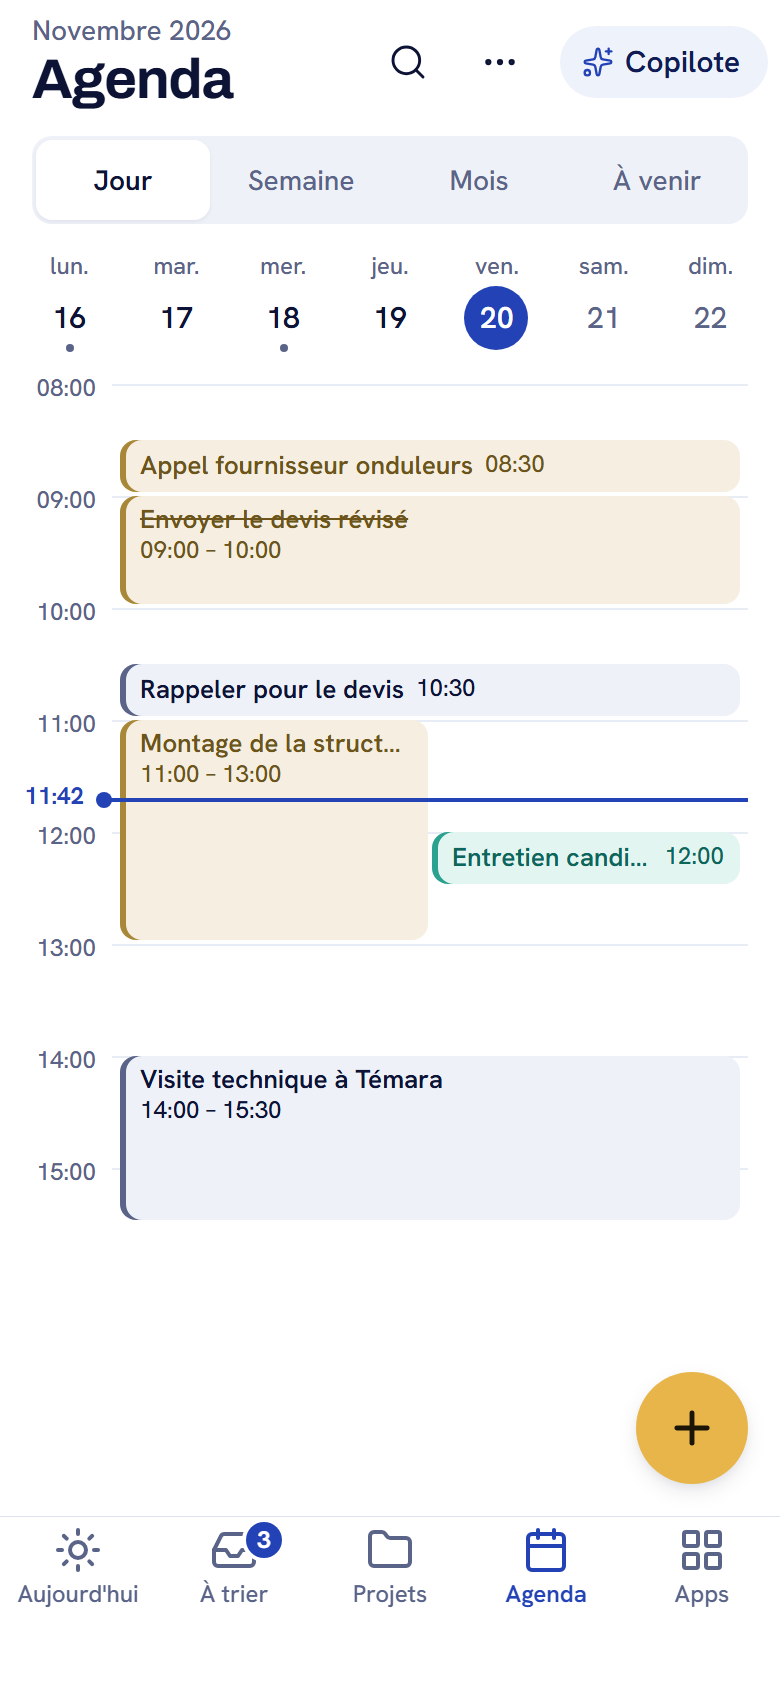 Novembre 2026
Agenda
Copilote
Jour
Semaine
Mois
À venir
lun. mar. mer. jeu. ven. sam. dim.
16 17 18 19 20 21 22
08:00
Appel fournisseur onduleurs 08:30
09:00
Envoyer le devis révisé
09:00 – 10:00
10:00
Rappeler pour le devis 10:30
11:00
Montage de la struct...
11:00 – 13:00
11:42
12:00
Entretien candi... 12:00
13:00
14:00
Visite technique à Témara
14:00 – 15:30
15:00
3
Aujourd'hui
À trier
Projets
Agenda
Apps